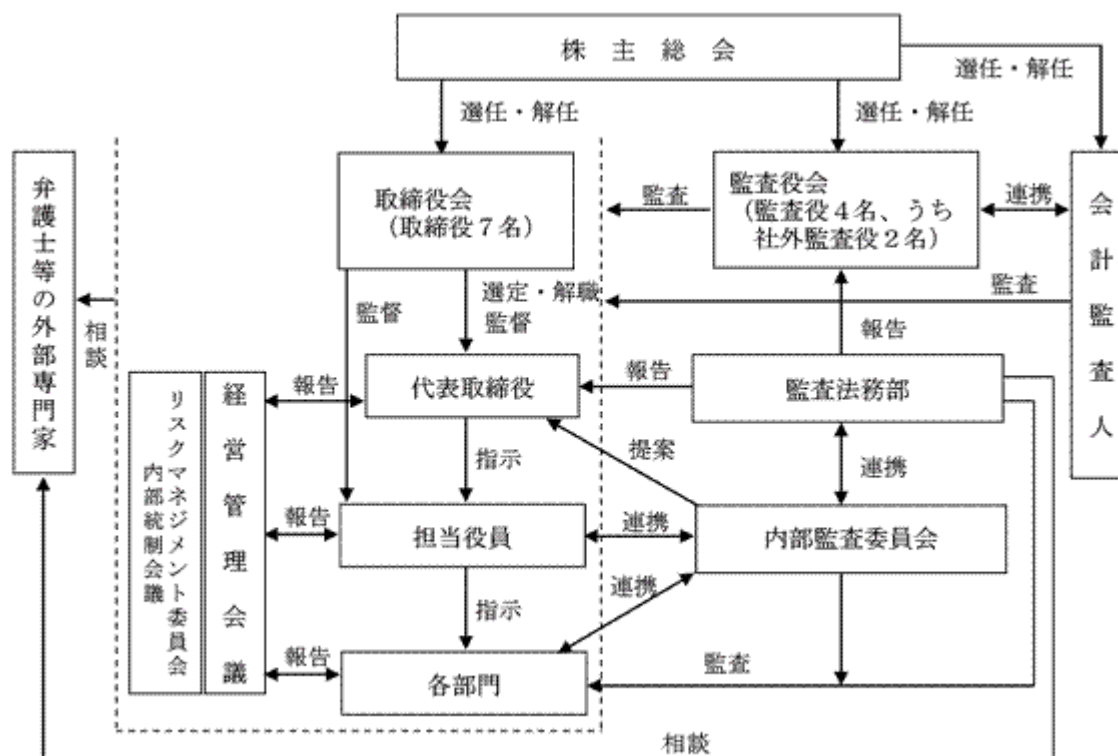 株主総会
選任・解任
選任・解任
選任・解任
弁護士等の外部専門家
取締役会
(取締役7名)
監査
監査役会
(監査役4名、うち
社外監査役2名)
連携
会計監査人
相談
監督
選定・解職
監督
監査
報告
リスクマネジメント委員会
内部統制会議
経営管理会議
報告
代表取締役
報告
監査法務部
指示
提案
連携
報告
担当役員
連携
内部監査委員会
指示
連携
報告
各部門
監査
相談